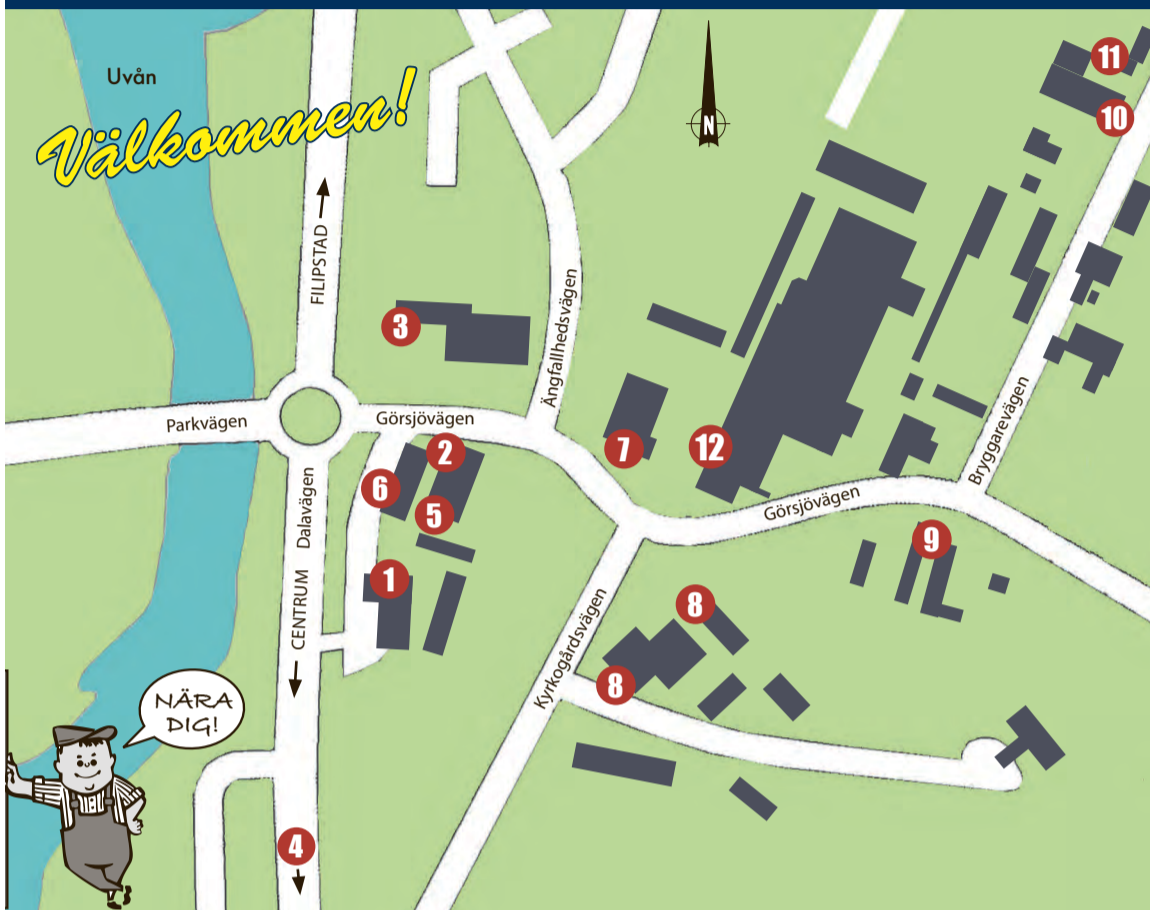 Uvån
Välkommen!
N
11
10
FILIPSTAD
3
Ängfallhedsvägen
Parkvägen
Görsjövägen
2
7
12
6
5
Bryggarevägen
Görsjövägen
CENTRUM Dalavägen
9
1
8
Kyrkogårdsvägen
8
NÄRA
DIG!
4